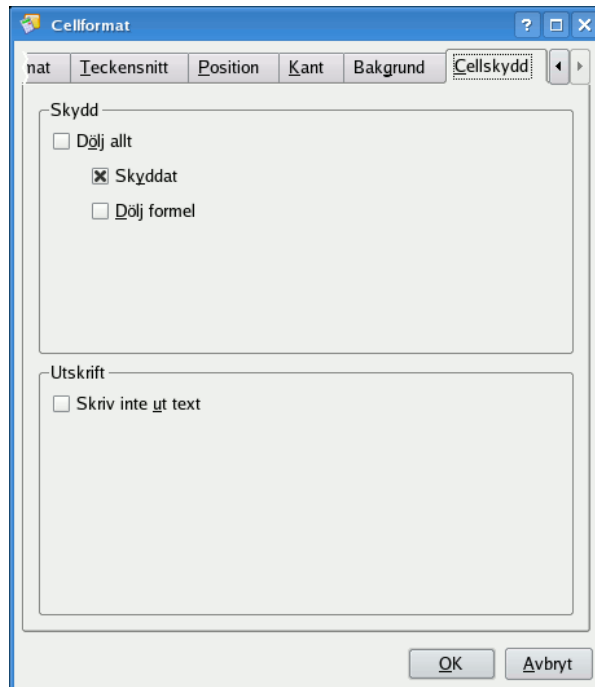 Cellformat
mat Teckensnitt Position Kant Bakgrund Cellskydd
Skydd
Dölj allt
Skyddat
Dölj formel
Utskrift
Skriv inte ut text
OK Avbryt